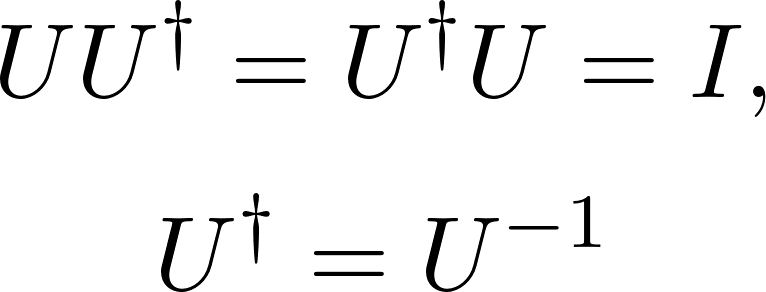 UU† = U†U = I,
U† = U⁻¹